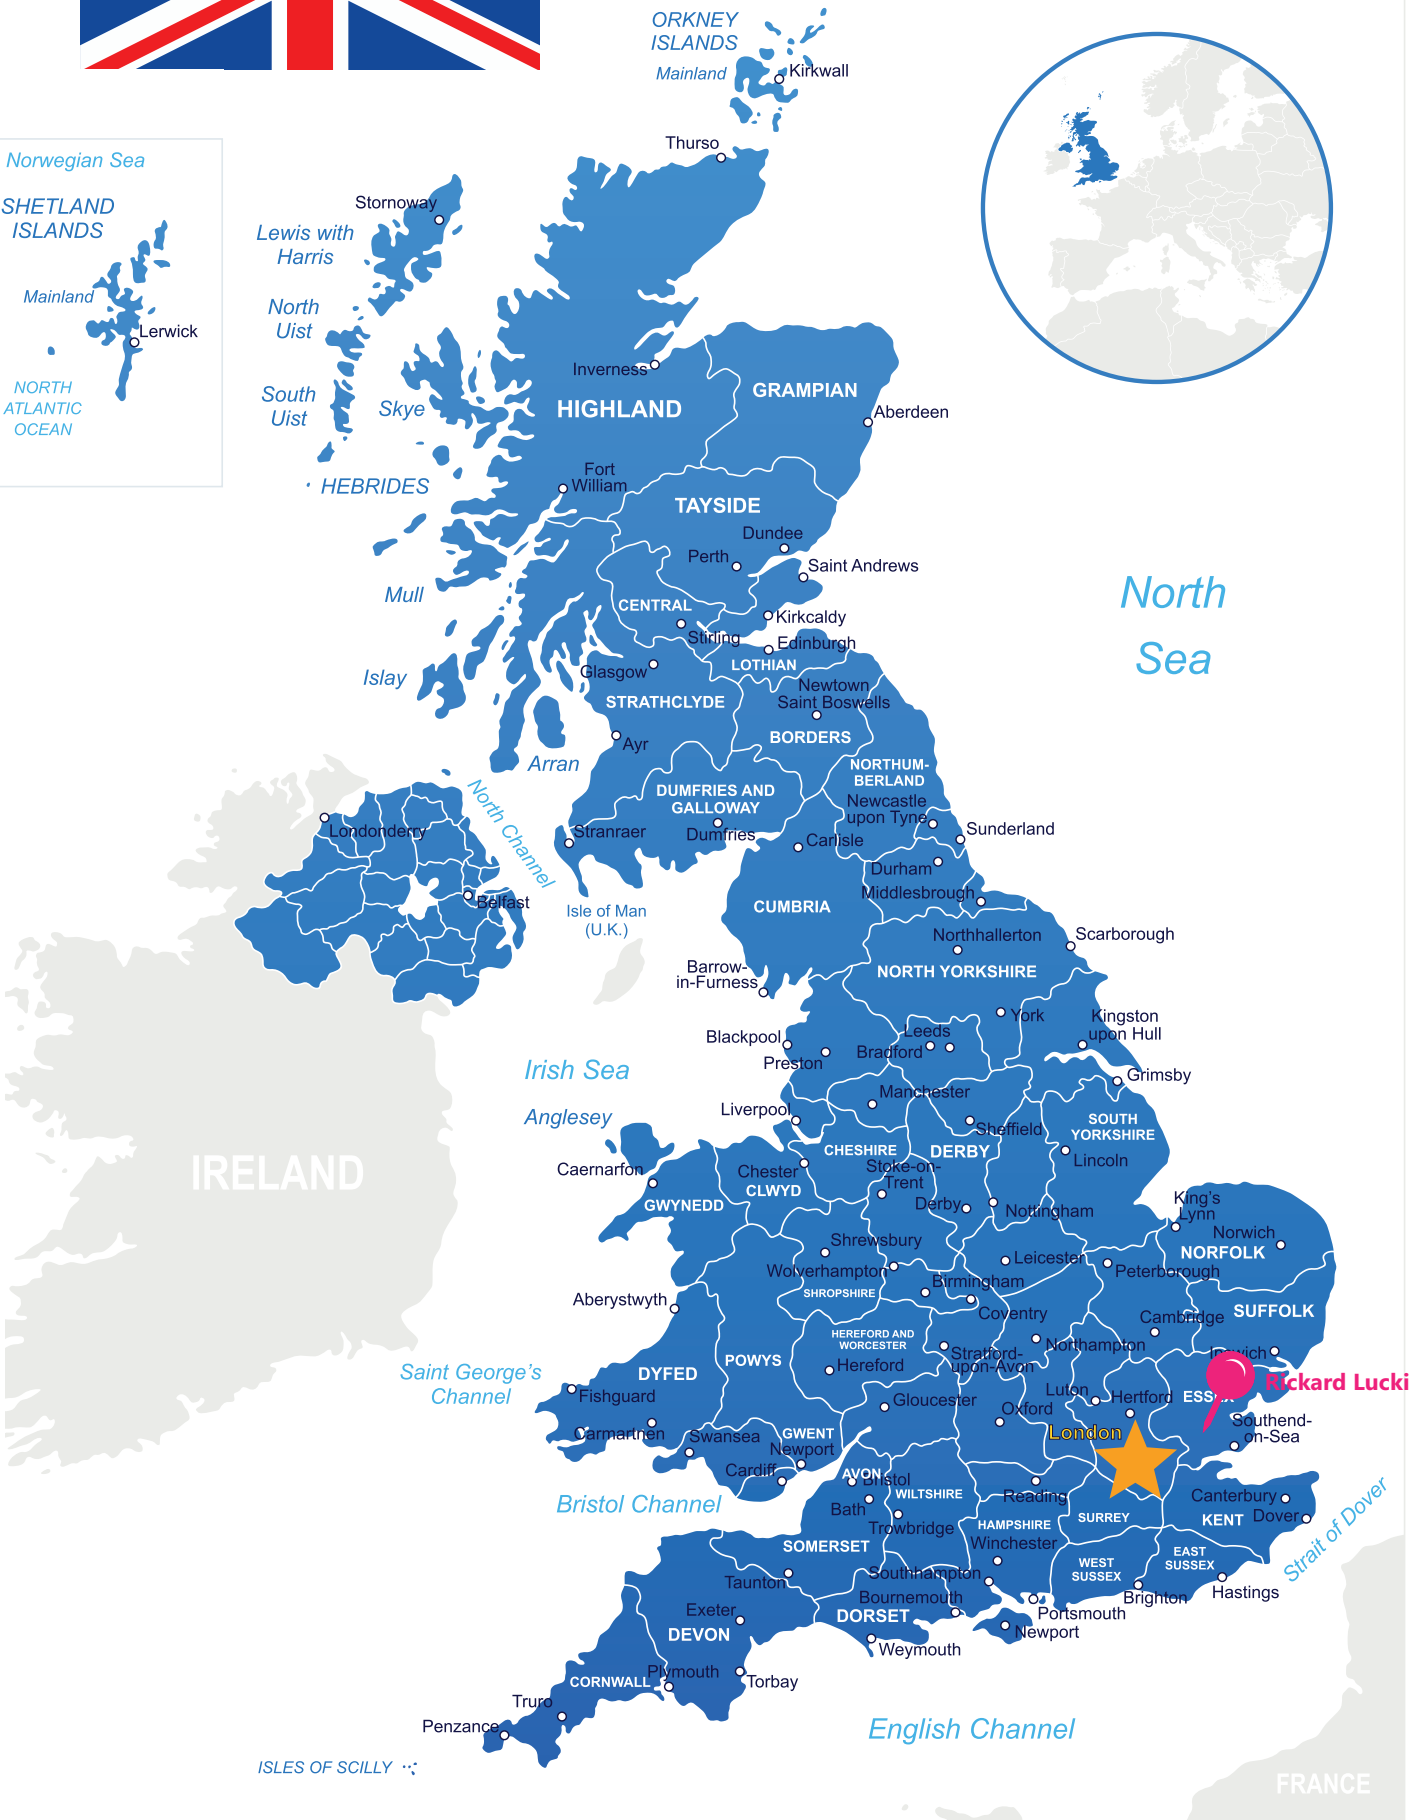 ORKNEY
ISLANDS
Mainland
Kirkwall
Thurso
Norwegian Sea
SHETLAND
ISLANDS
Mainland
Lerwick
NORTH
ATLANTIC
OCEAN
Stornoway
Lewis with
Harris
North
Uist
South
Uist
Skye
HEBRIDES
Inverness
HIGHLAND
GRAMPIAN
Aberdeen
Fort
William
TAYSIDE
Dundee
Perth
Saint Andrews
Mull
CENTRAL
Kirkcaldy
Stirling
Edinburgh
LOTHIAN
Glasgow
Islay
STRATHCLYDE
Newtown
Saint Boswells
BORDERS
Ayr
Arran
North
Sea
NORTHUM-
BERLAND
DUMFRIES AND
GALLOWAY
Newcastle
upon Tyne
North Channel
Londonderry
Stranraer
Dumfries
Carlisle
Sunderland
Durham
Middlesbrough
Belfast
Isle of Man
(U.K.)
CUMBRIA
Northhallerton
Scarborough
NORTH YORKSHIRE
Barrow-
in-Furness
York
Kingston
upon Hull
Blackpool
Preston
Leeds
Bradford
Irish Sea
Grimsby
Manchester
Anglesey
Liverpool
Sheffield
SOUTH
YORKSHIRE
IRELAND
CHESHIRE
DERBY
Lincoln
Caernarfon
Chester
CLWYD
Stoke-on-
Trent
GWYNEDD
Derby
Nottingham
King's
Lynn
Norwich
NORFOLK
Shrewsbury
Leicester
Wolverhampton
Peterborough
SHROPSHIRE
Birmingham
Aberystwyth
Coventry
Cambridge
SUFFOLK
HEREFORD AND
WORCESTER
Stratford-
upon-Avon
Northampton
Ipswich
POWYS
Hereford
Saint George's
Channel
DYFED
Fishguard
Gloucester
Luton
Hertford
ESSEX
Rickard Lucki
Oxford
Southend-
on-Sea
London
Carmarthen
Swansea
GWENT
Newport
Cardiff
AVON
Bristol
Bristol Channel
Bath
WILTSHIRE
Reading
Canterbury
Trowbridge
HAMPSHIRE
SURREY
KENT
Dover
Strait of Dover
SOMERSET
Winchester
WEST
SUSSEX
EAST
SUSSEX
Taunton
Southhampton
Hastings
Bournemouth
Brighton
Exeter
DEVON
DORSET
Portsmouth
Newport
Weymouth
CORNWALL
Plymouth
Torbay
Truro
Penzance
English Channel
ISLES OF SCILLY
FRANCE